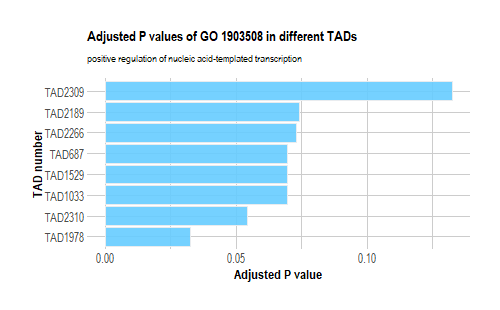 Adjusted P values of GO 1903508 in different TADs
positive regulation of nucleic acid-templated transcription
TAD number
TAD2309
TAD2189
TAD2266
TAD687
TAD1529
TAD1033
TAD2310
TAD1978
0.00 0.05 0.10
Adjusted P value